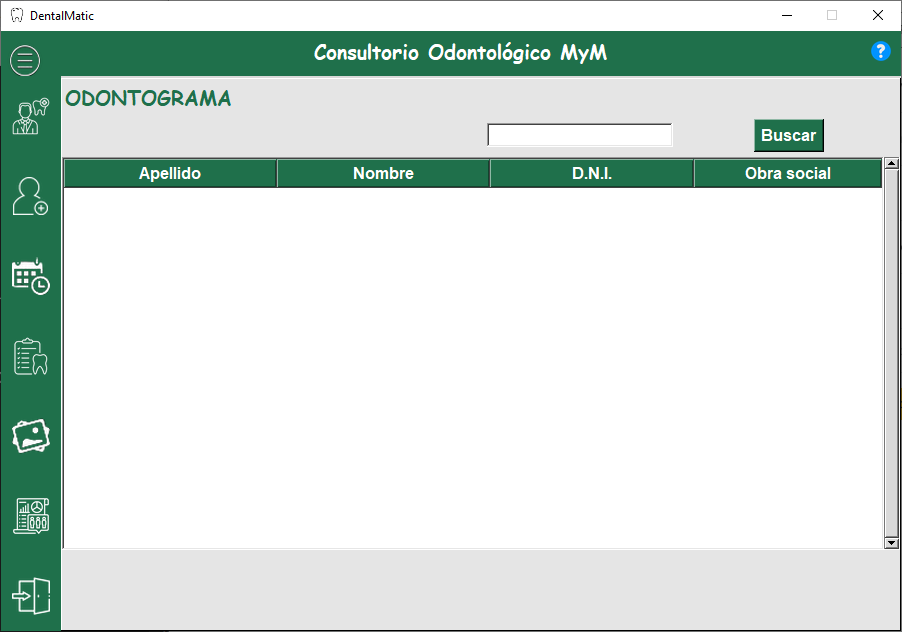 DentalMatic
Consultorio Odontológico MyM
?
ODONTOGRAMA
Buscar
Apellido Nombre D.N.I. Obra social